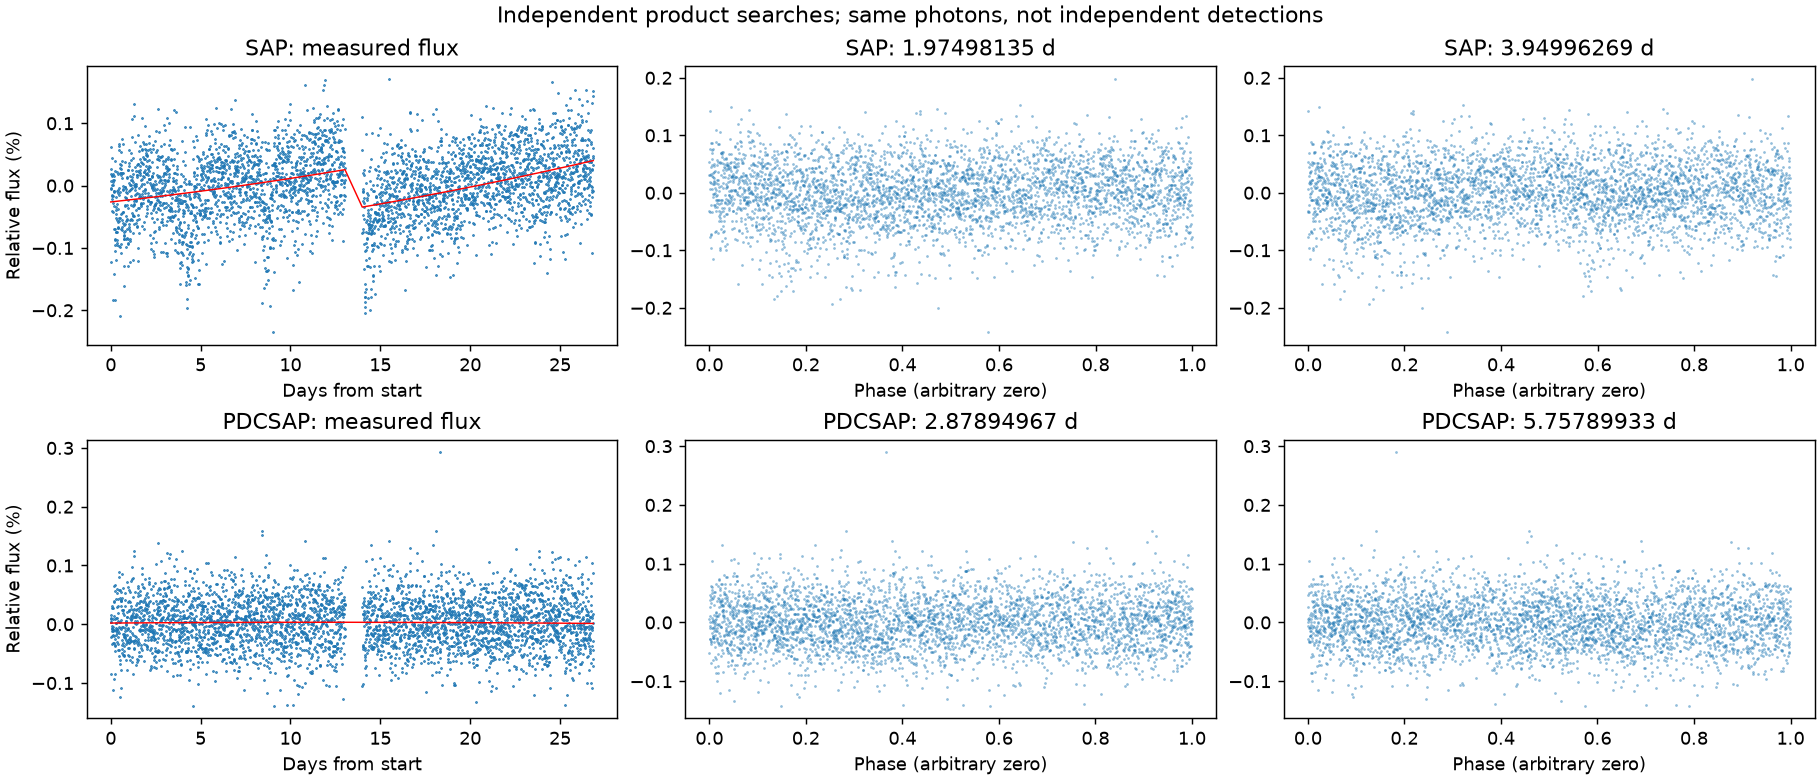 Independent product searches; same photons, not independent detections
SAP: measured flux
SAP: 1.97498135 d
SAP: 3.94996269 d
Relative flux (%)
0.1
0.0
−0.1
−0.2
0.2
0.1
0.0
−0.1
−0.2
0.2
0.1
0.0
−0.1
−0.2
0 5 10 15 20 25
0.0 0.2 0.4 0.6 0.8 1.0
0.0 0.2 0.4 0.6 0.8 1.0
Days from start
Phase (arbitrary zero)
Phase (arbitrary zero)
PDCSAP: measured flux
PDCSAP: 2.87894967 d
PDCSAP: 5.75789933 d
Relative flux (%)
0.3
0.2
0.1
0.0
−0.1
0.3
0.2
0.1
0.0
−0.1
0.3
0.2
0.1
0.0
−0.1
0 5 10 15 20 25
0.0 0.2 0.4 0.6 0.8 1.0
0.0 0.2 0.4 0.6 0.8 1.0
Days from start
Phase (arbitrary zero)
Phase (arbitrary zero)